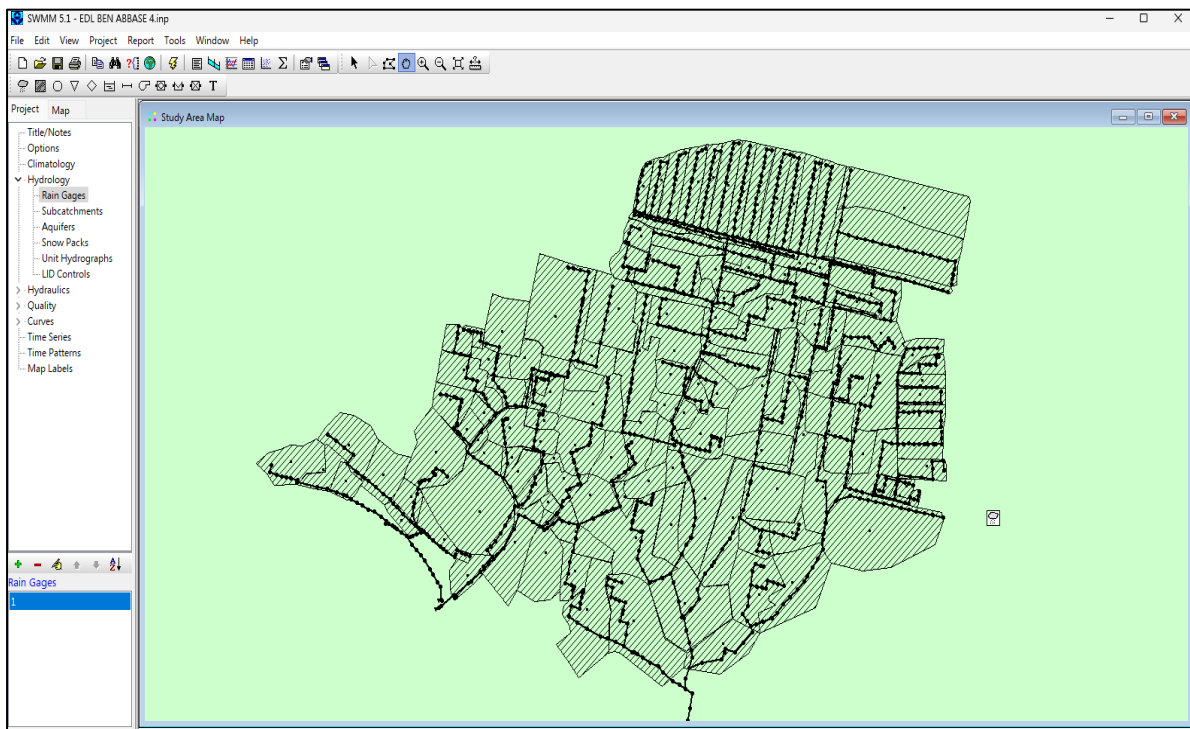 SWMM 5.1 - EDL BEN ABBASE 4.inp
File Edit View Project Report Tools Window Help
Project Map
Study Area Map
Title/Notes
Options
Climatology
Hydrology
Rain Gages
Subcatchments
Aquifers
Snow Packs
Unit Hydrographs
LID Controls
Hydraulics
Quality
Curves
Time Series
Time Patterns
Map Labels
Rain Gages
1